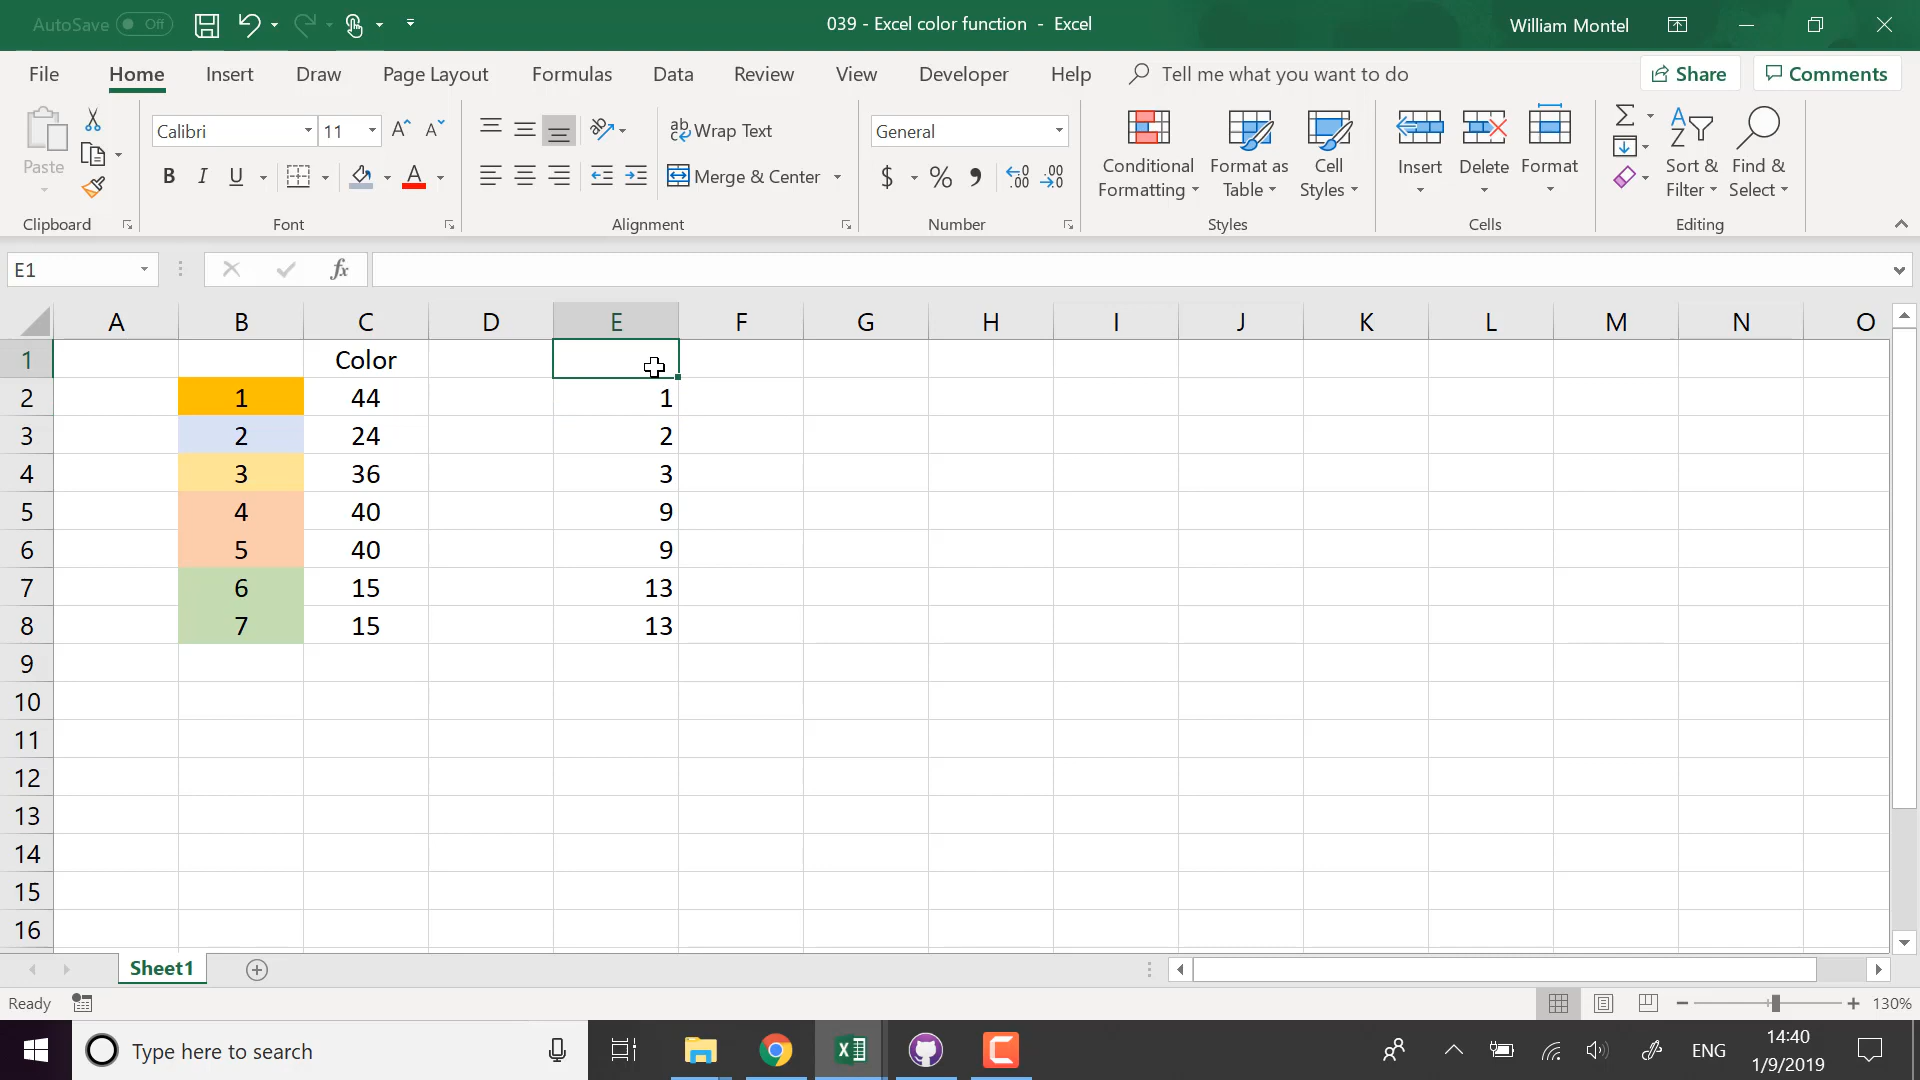 AutoSave Off
039 - Excel color function - Excel
William Montel
File Home Insert Draw Page Layout Formulas Data Review View Developer Help Tell me what you want to do Share Comments
Paste
Clipboard
Calibri 11
B I U
Font
Wrap Text
Merge & Center
Alignment
General
$ % ,
Number
Conditional Formatting
Format as Table
Cell Styles
Styles
Insert
Delete
Format
Cells
Sort & Filter
Find & Select
Editing
E1 fx
A B C D E F G H I J K L M N O
1 Color
2 1 44 1
3 2 24 2
4 3 36 3
5 4 40 9
6 5 40 9
7 6 15 13
8 7 15 13
9
10
11
12
13
14
15
16
Sheet1
Ready 130%
Type here to search
ENG
14:40
1/9/2019